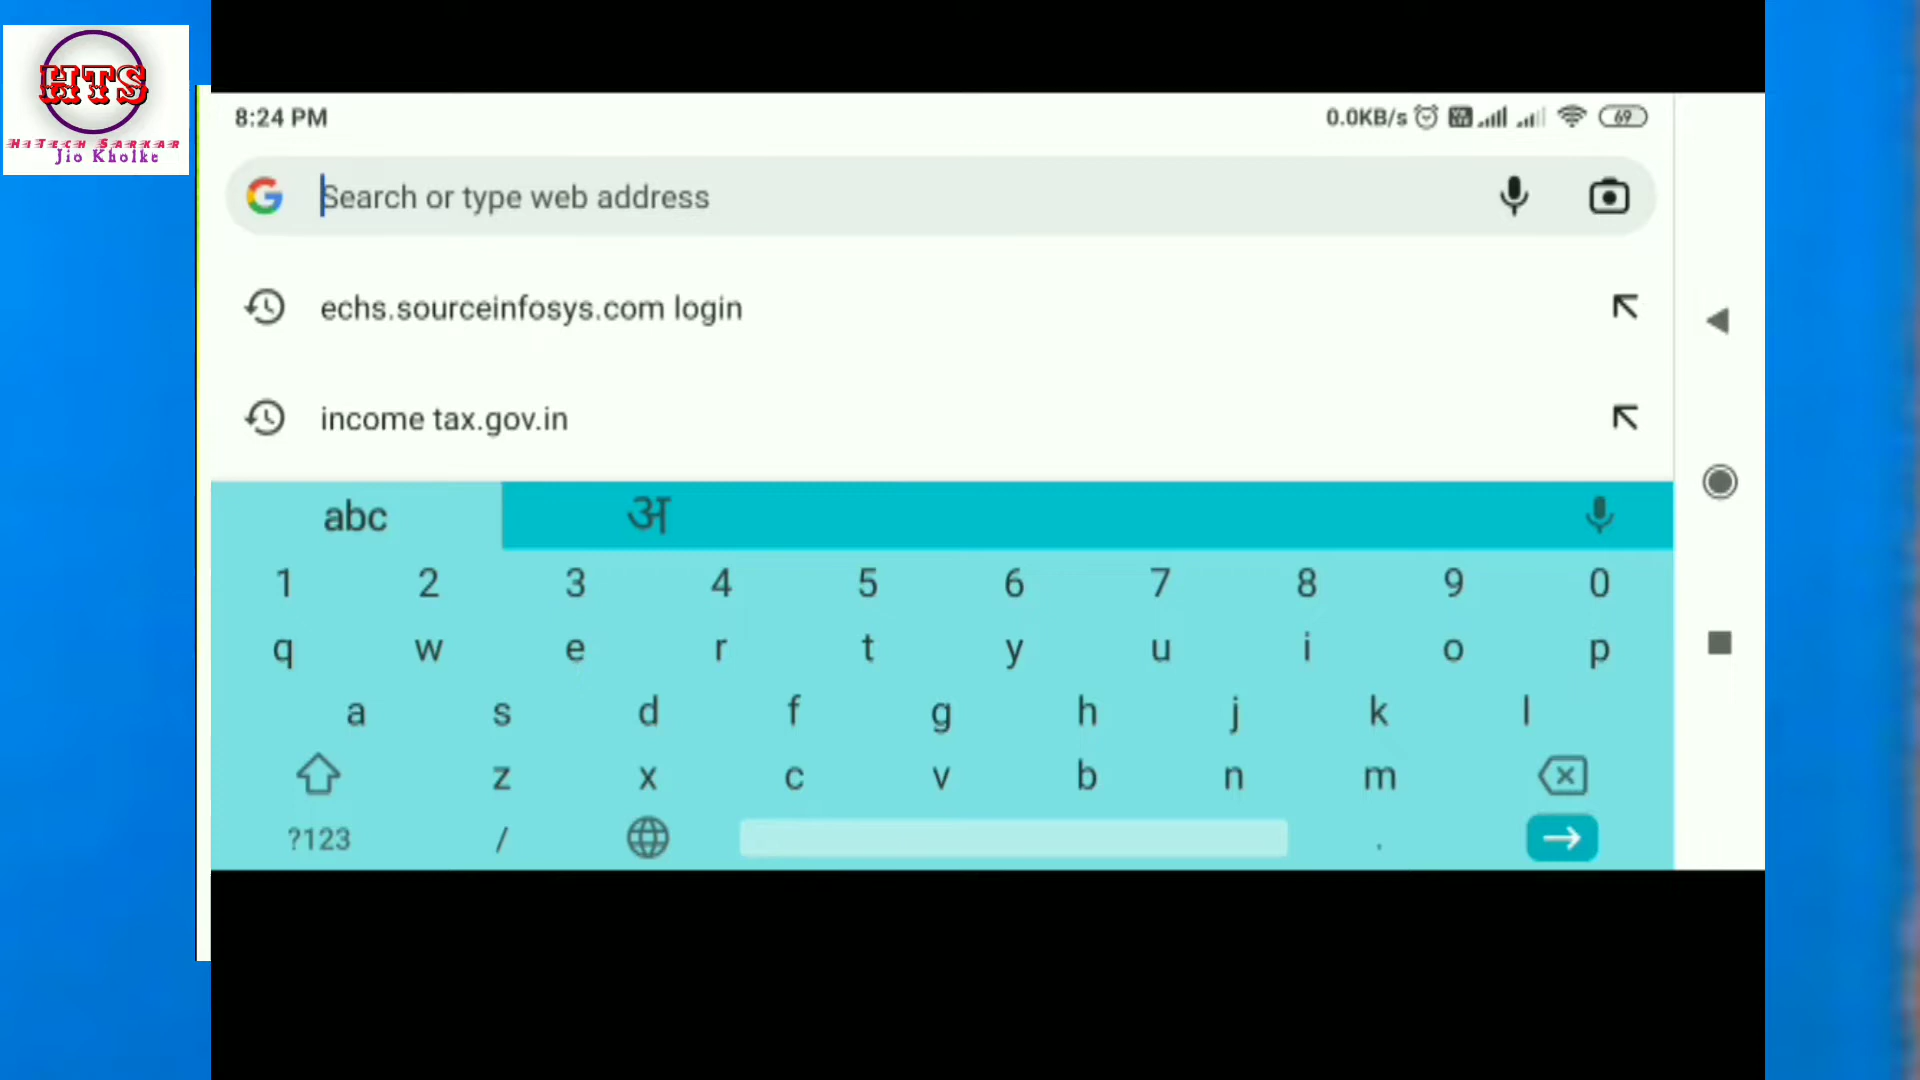 HTS
HiTech Sarkar
Jio Kholke
8:24 PM
0.0KB/s
69
Search or type web address
echs.sourceinfosys.com login
income tax.gov.in
abc अ
1 2 3 4 5 6 7 8 9 0
q w e r t y u i o p
a s d f g h j k l
z x c v b n m
?123 / .